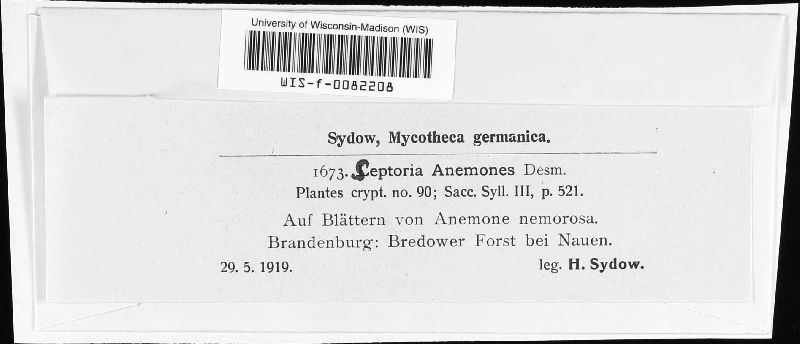 University of Wisconsin-Madison (WIS)
WIS-f-0082208
Sydow, Mycotheca germanica.
1673. Septoria Anemones Desm.
Plantes crypt. no. 90; Sacc. Syll. III, p. 521.
Auf Blättern von Anemone nemorosa.
Brandenburg: Bredower Forst bei Nauen.
29. 5. 1919. leg. H. Sydow.